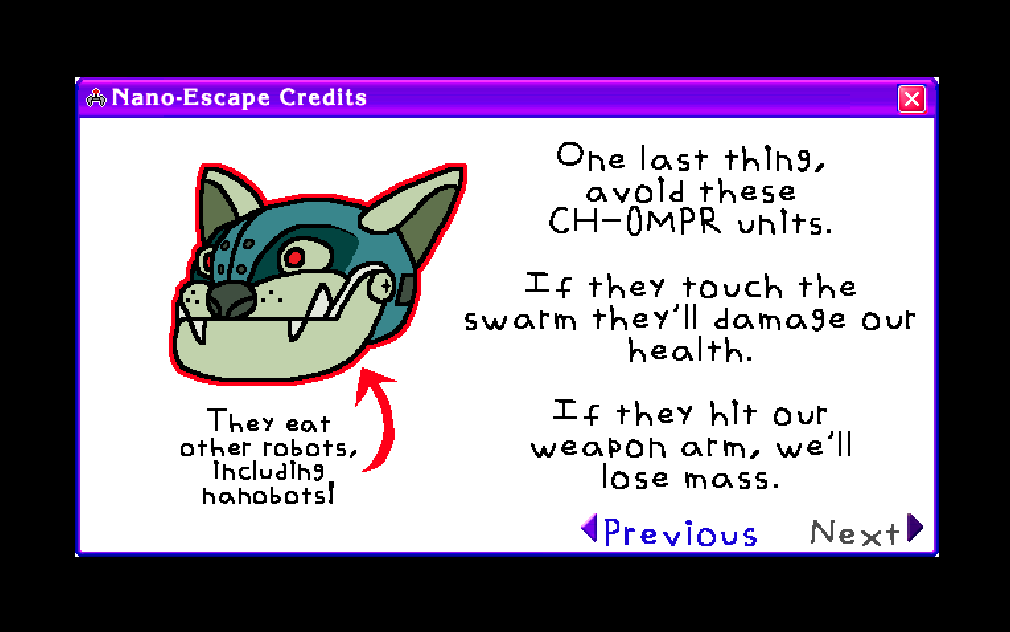 Nano-Escape Credits
One last thing,
avoid these
CH-0MPR units.
If they touch the
swarm they'll damage our
health.
If they hit our
weapon arm, we'll
lose mass.
They eat
other robots,
including
nanobots!
Previous
Next